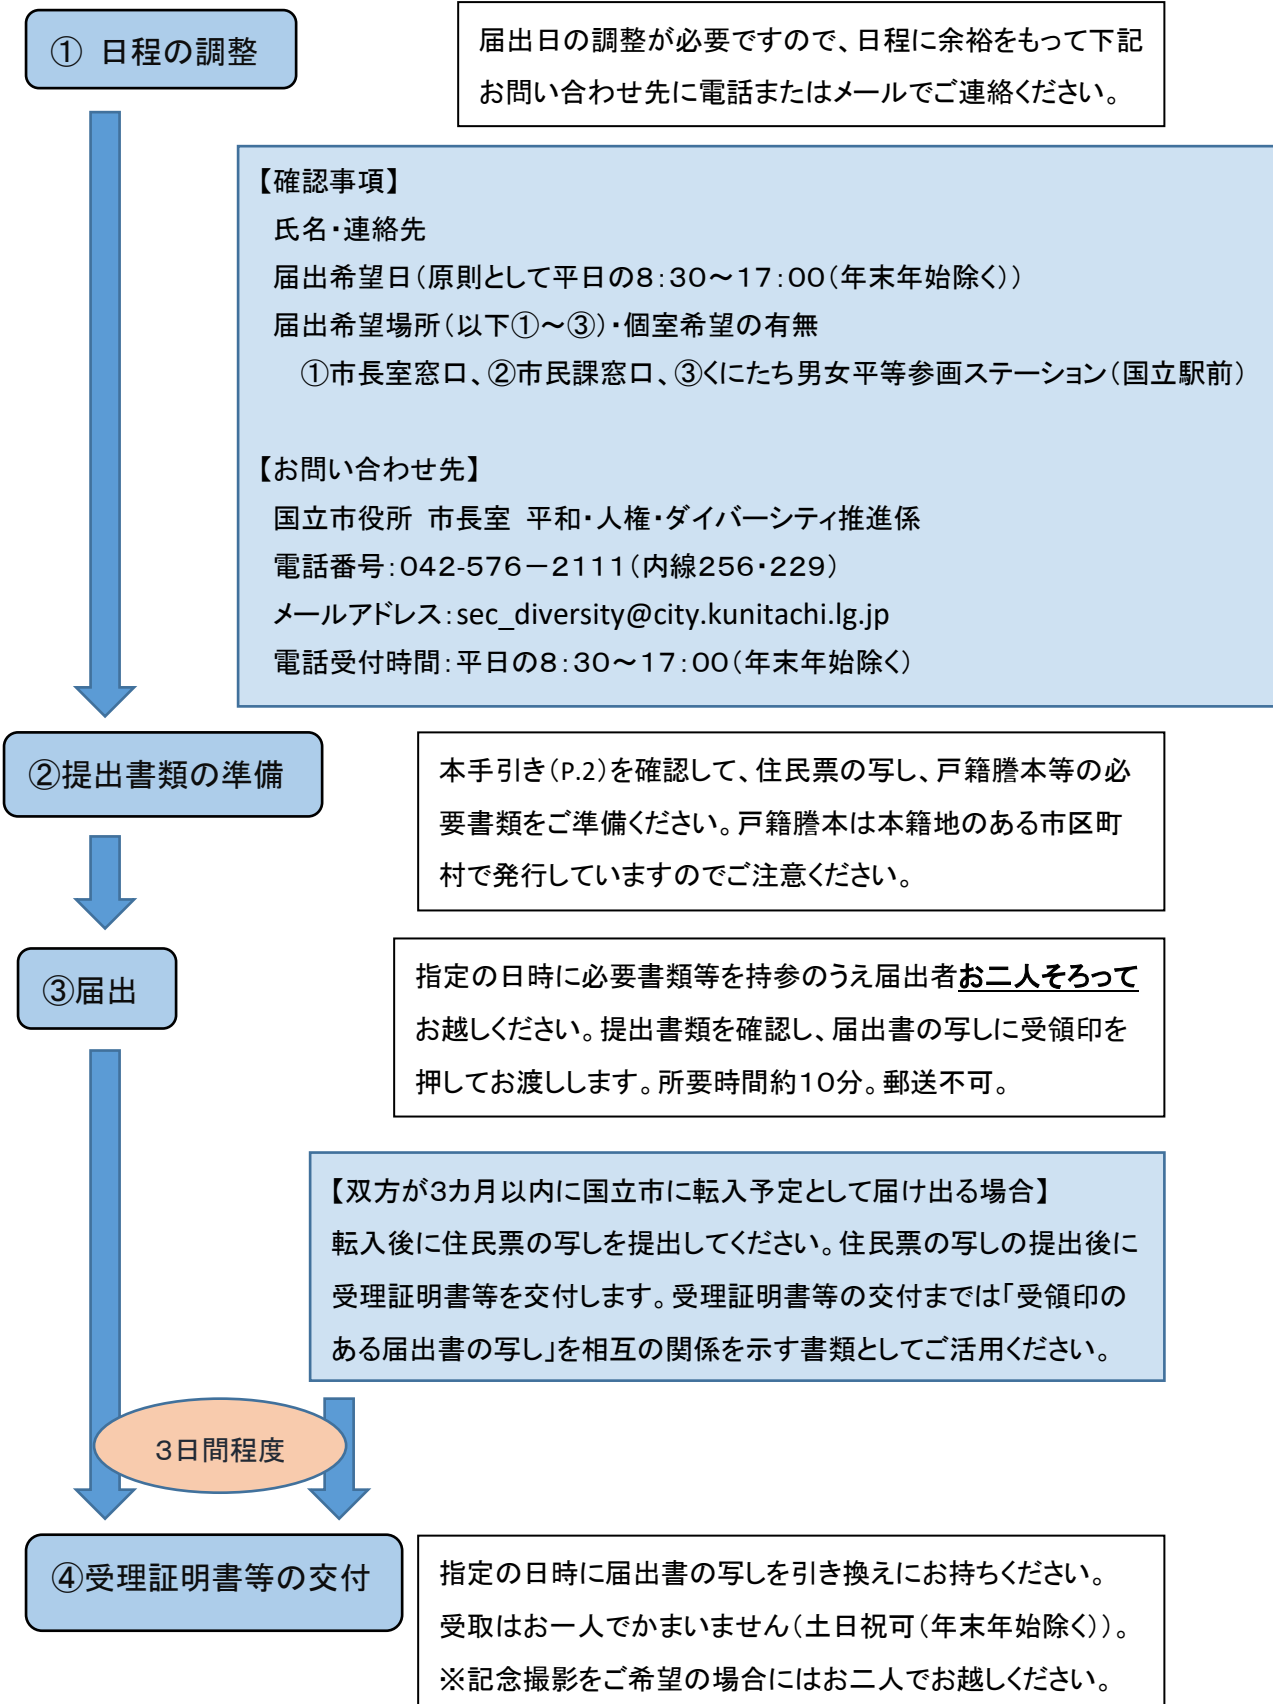 ① 日程の調整
届出日の調整が必要ですので、日程に余裕をもって下記
お問い合わせ先に電話またはメールでご連絡ください。
【確認事項】
氏名・連絡先
届出希望日(原則として平日の8:30~17:00(年末年始除く))
届出希望場所(以下①~③)・個室希望の有無
①市長室窓口、②市民課窓口、③くにたち男女平等参画ステーション(国立駅前)
【お問い合わせ先】
国立市役所 市長室 平和・人権・ダイバーシティ推進係
電話番号:042-576-2111(内線256・229)
メールアドレス:sec_diversity@city.kunitachi.lg.jp
電話受付時間:平日の8:30~17:00(年末年始除く)
②提出書類の準備
本手引き(P.2)を確認して、住民票の写し、戸籍謄本等の必
要書類をご準備ください。戸籍謄本は本籍地のある市区町
村で発行していますのでご注意ください。
③届出
指定の日時に必要書類等を持参のうえ届出者お二人そろって
お越しください。提出書類を確認し、届出書の写しに受領印を
押してお渡しします。所要時間約10分。郵送不可。
【双方が3カ月以内に国立市に転入予定として届け出る場合】
転入後に住民票の写しを提出してください。住民票の写しの提出後に
受理証明書等を交付します。受理証明書等の交付までは「受領印の
ある届出書の写し」を相互の関係を示す書類としてご活用ください。
3日間程度
④受理証明書等の交付
指定の日時に届出書の写しを引き換えにお持ちください。
受取はお一人でかまいません(土日祝可(年末年始除く))。
※記念撮影をご希望の場合にはお二人でお越しください。